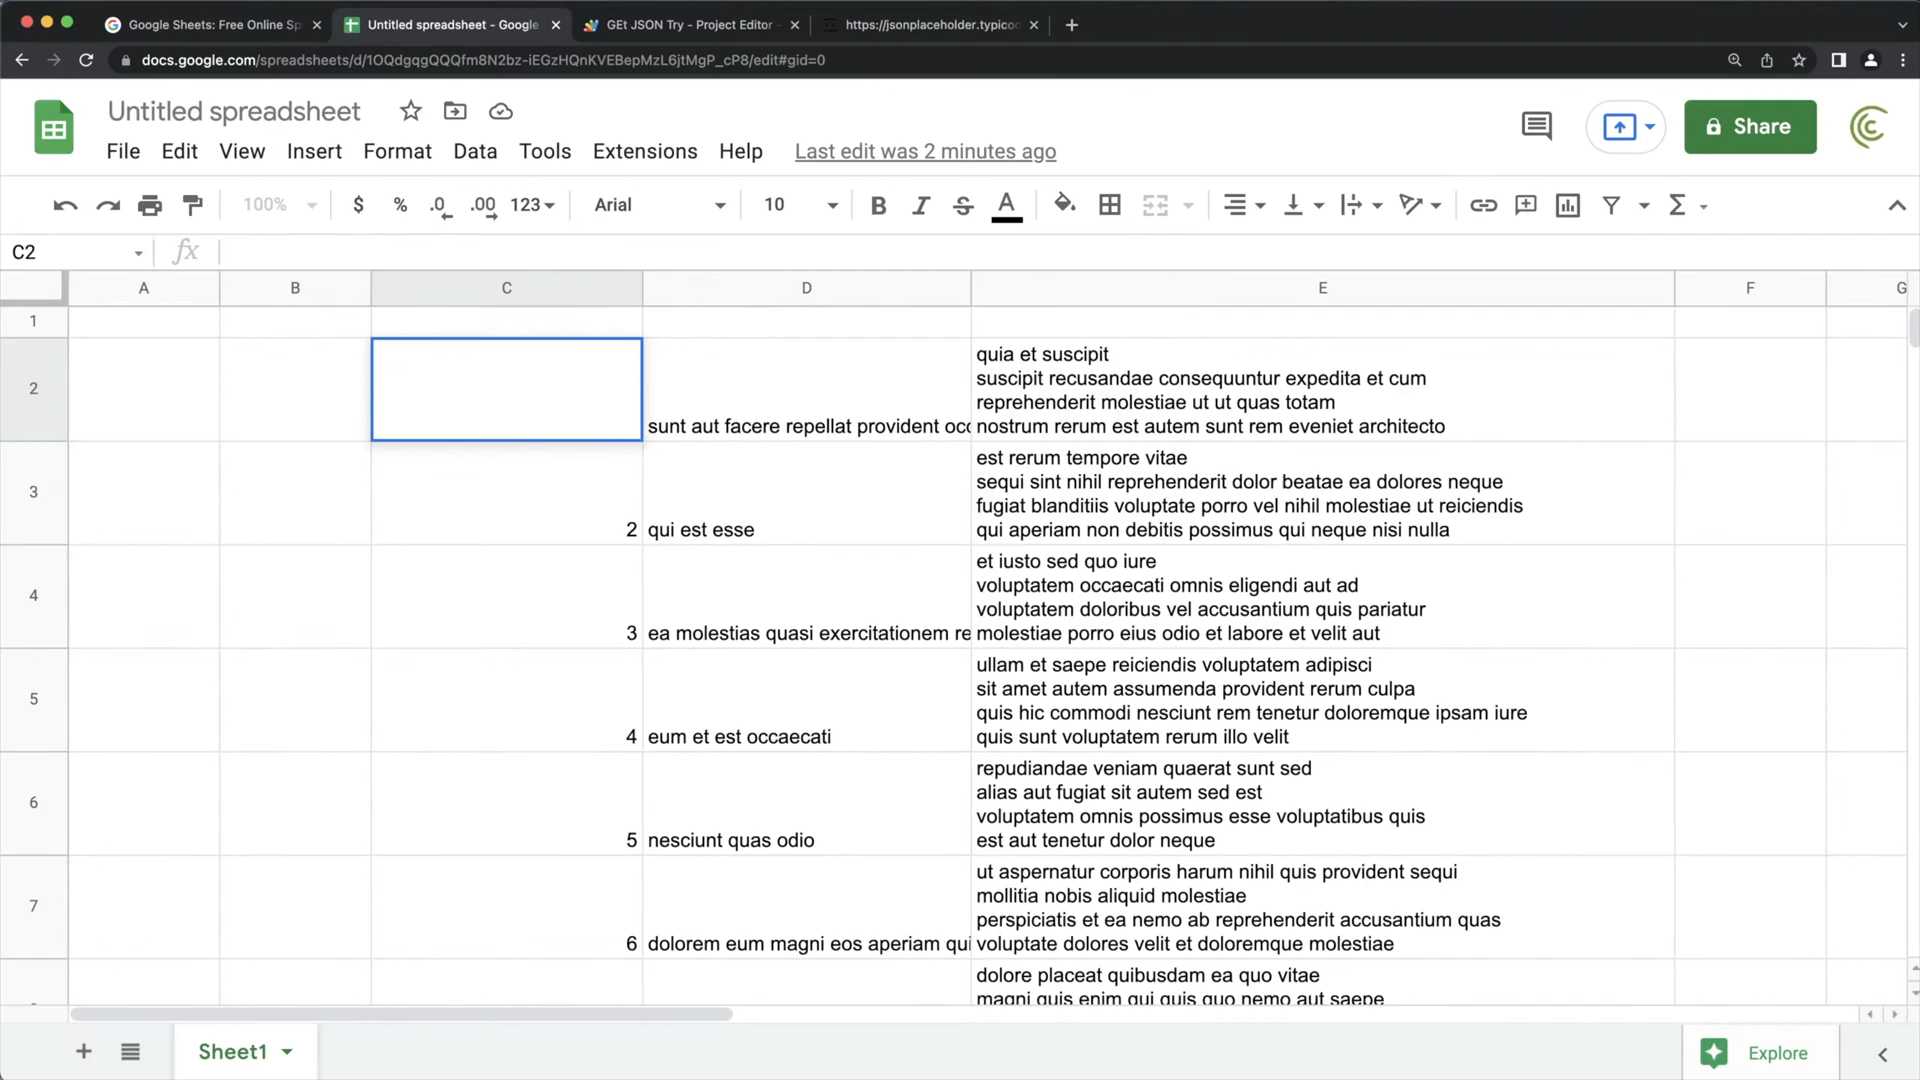 Google Sheets: Free Online Sp
Untitled spreadsheet - Google
GEt JSON Try - Project Editor
https://jsonplaceholder.typico
docs.google.com/spreadsheets/d/1OQdgqgQQQfm8N2bz-iEGzHQnKVEBepMzL6jtMgP_cP8/edit#gid=0
Untitled spreadsheet
Share
File Edit View Insert Format Data Tools Extensions Help Last edit was 2 minutes ago
100% $ % .0 .00 123 Arial 10 B I S A Σ
C2 fx
A B C D E F G
1
2
quia et suscipit
suscipit recusandae consequuntur expedita et cum
reprehenderit molestiae ut ut quas totam
sunt aut facere repellat provident occ nostrum rerum est autem sunt rem eveniet architecto
3
est rerum tempore vitae
sequi sint nihil reprehenderit dolor beatae ea dolores neque
fugiat blanditiis voluptate porro vel nihil molestiae ut reiciendis
2 qui est esse qui aperiam non debitis possimus qui neque nisi nulla
4
et iusto sed quo iure
voluptatem occaecati omnis eligendi aut ad
voluptatem doloribus vel accusantium quis pariatur
3 ea molestias quasi exercitationem re molestiae porro eius odio et labore et velit aut
5
ullam et saepe reiciendis voluptatem adipisci
sit amet autem assumenda provident rerum culpa
quis hic commodi nesciunt rem tenetur doloremque ipsam iure
4 eum et est occaecati quis sunt voluptatem rerum illo velit
6
repudiandae veniam quaerat sunt sed
alias aut fugiat sit autem sed est
voluptatem omnis possimus esse voluptatibus quis
5 nesciunt quas odio est aut tenetur dolor neque
7
ut aspernatur corporis harum nihil quis provident sequi
mollitia nobis aliquid molestiae
perspiciatis et ea nemo ab reprehenderit accusantium quas
6 dolorem eum magni eos aperiam qui voluptate dolores velit et doloremque molestiae
dolore placeat quibusdam ea quo vitae
magni quis enim qui quis quo nemo aut saepe
Sheet1
Explore